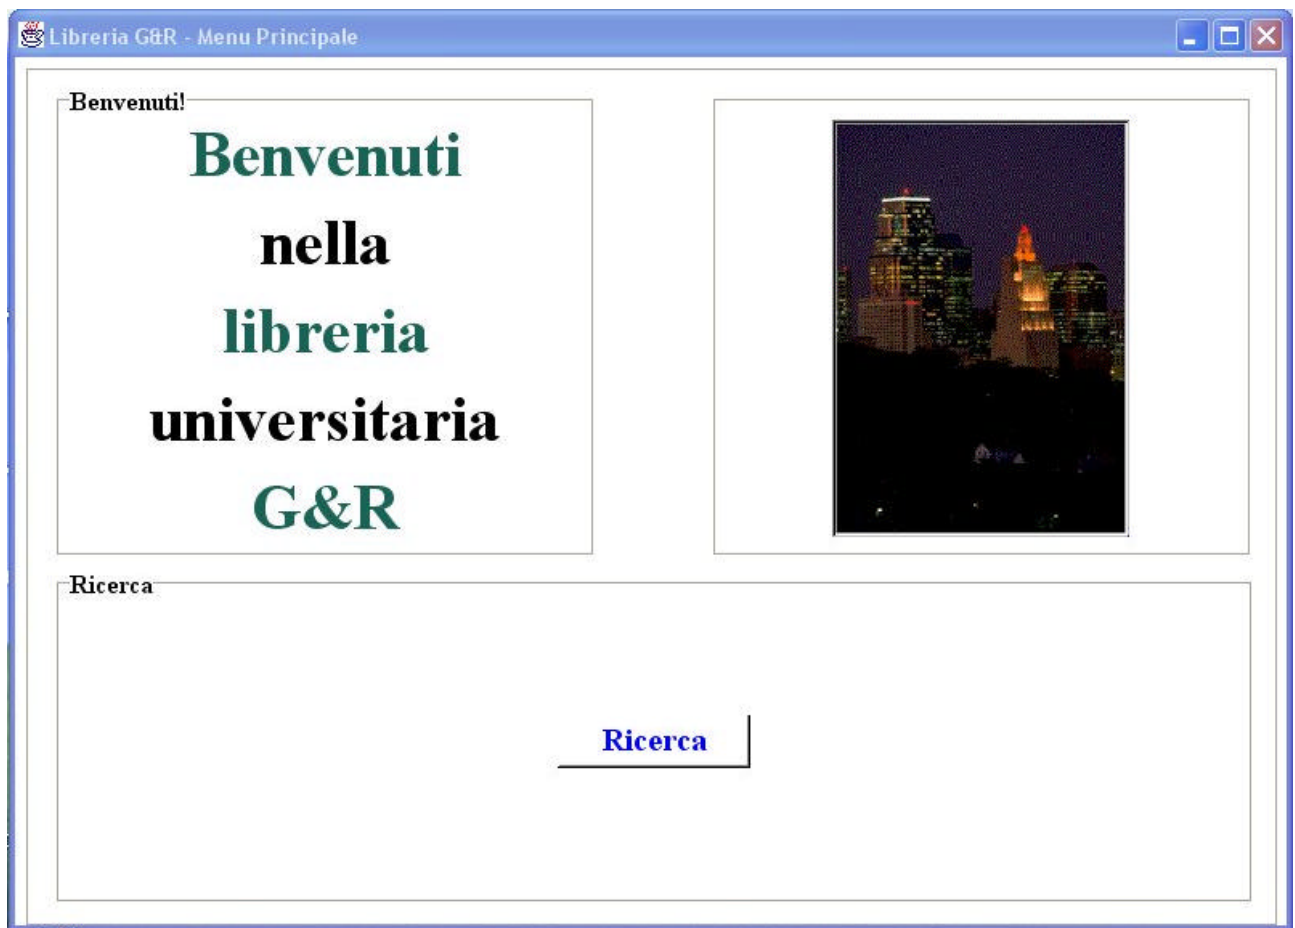 Libreria G&R - Menu Principale
Benvenuti!
Benvenuti
nella
libreria
universitaria
G&R
Ricerca
Ricerca